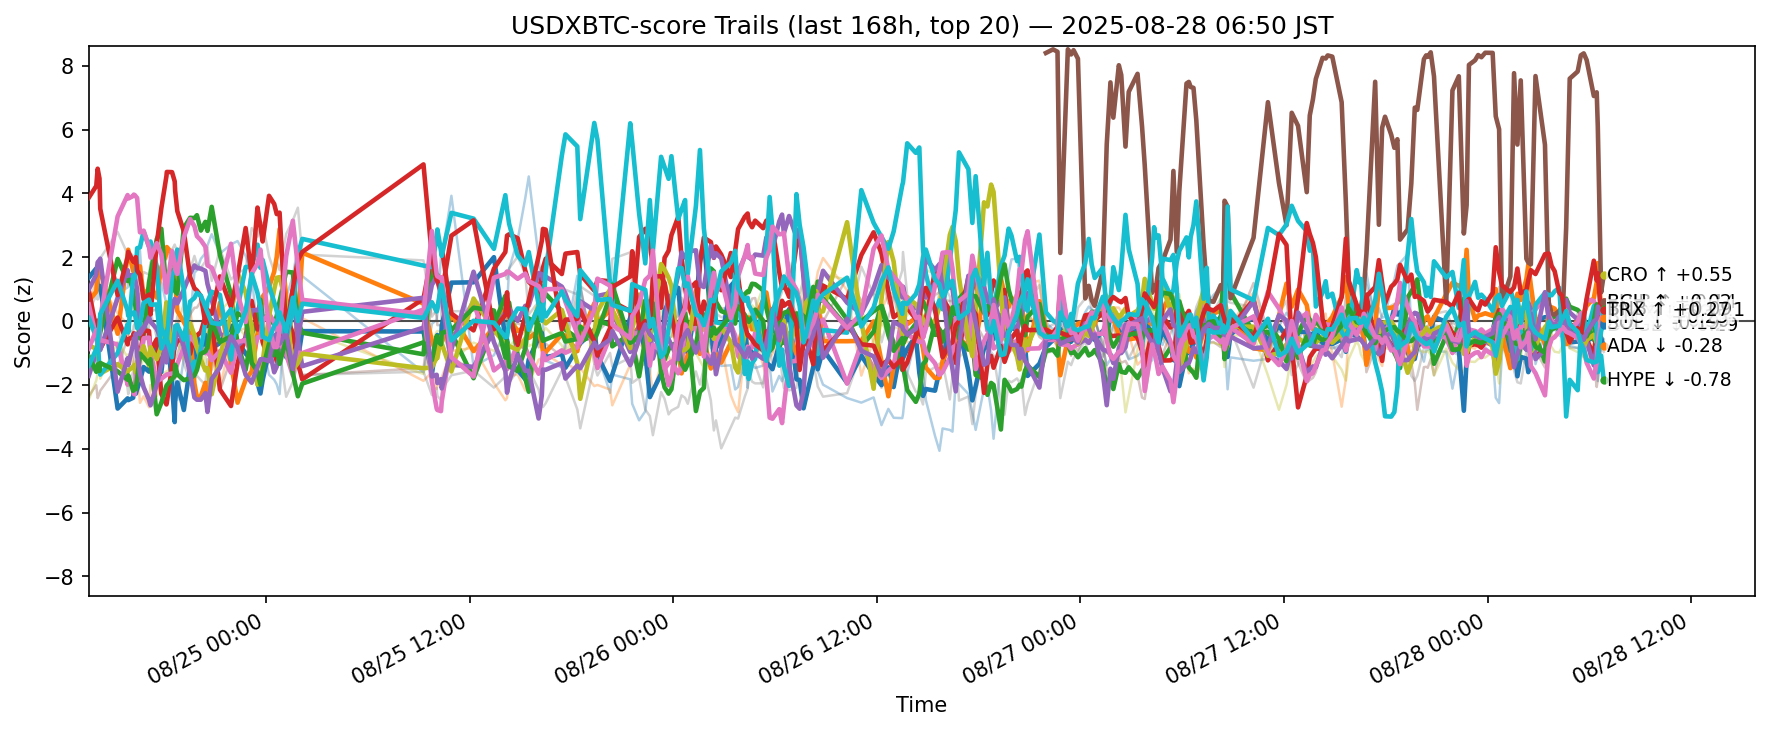 USDXBTC-score Trails (last 168h, top 20) — 2025-08-28 06:50 JST
Score (z)
8
6
4
2
0
−2
−4
−6
−8
CRO ↑ +0.55
TRX ↑
ADA ↓ -0.28
HYPE ↓ -0.78
08/25 00:00
08/25 12:00
08/26 00:00
08/26 12:00
08/27 00:00
08/27 12:00
08/28 00:00
08/28 12:00
Time